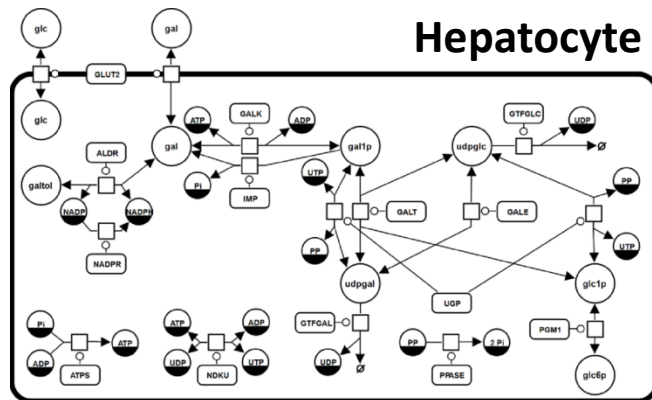 Hepatocyte
glc
gal
GLUT2
glc
gal
ATP
GALK
ADP
gal1p
udpglc
GTFGLC
UDP
ø
ALDR
galtol
NADP
NADPH
NADPR
Pi
IMP
UTP
PP
GALT
GALE
PP
UTP
udpgal
UGP
glc1p
Pi
ADP
ATP
ATPS
ATP
UDP
ADP
UTP
NDKU
GTFGAL
UDP
ø
PP
2 Pi
PPASE
PGM1
glc6p